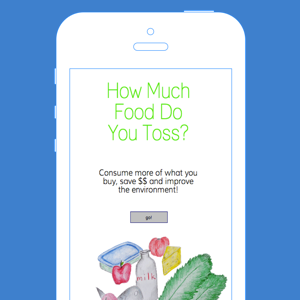 How Much
Food Do
You Toss?
Consume more of what you
buy, save $$ and improve
the environment!
go!
milk